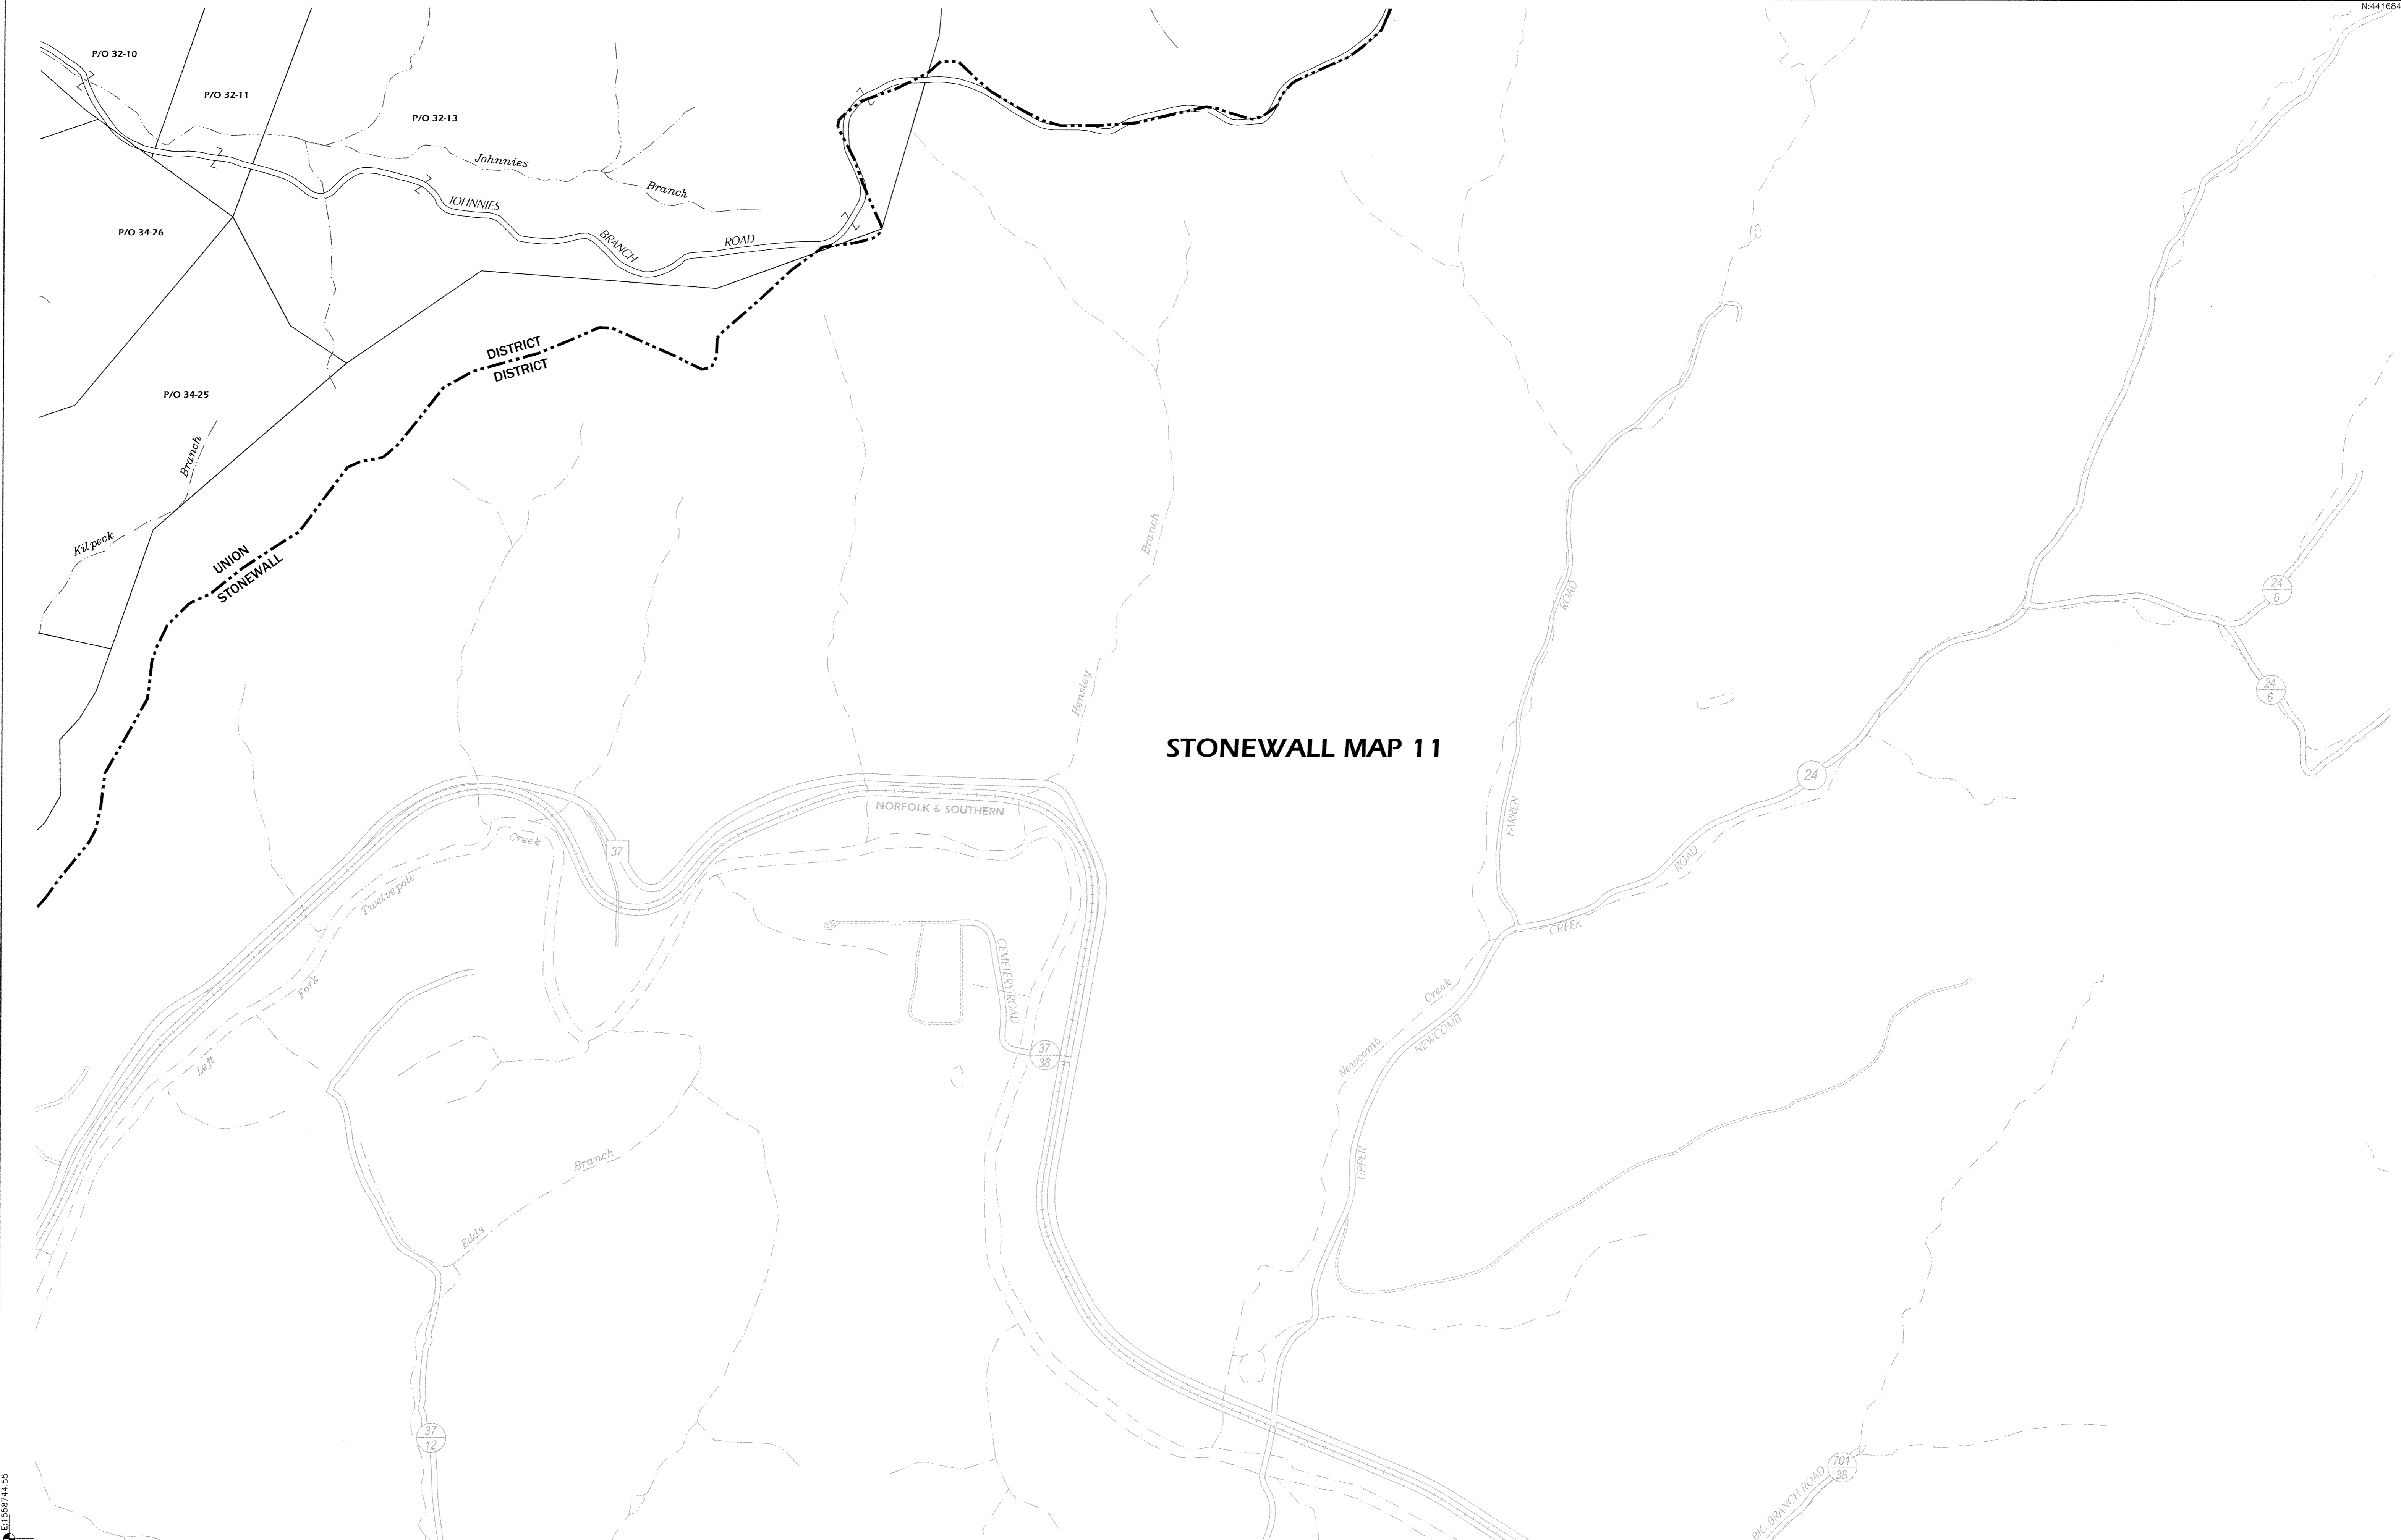 N:441684
P/O 32-10
P/O 32-11
P/O 32-13
Johnnies
Branch
JOHNNIES
BRANCH
ROAD
P/O 34-26
DISTRICT
DISTRICT
P/O 34-25
Branch
Kilpeck
UNION
STONEWALL
Branch
Hensley
ROAD
FARREN
24
6
24
6
STONEWALL MAP 11
24
NORFOLK & SOUTHERN
37
Creek
Twelvepole
Fork
Left
CEMETERY ROAD
37
38
ROAD
CREEK
Creek
Newcomb
NEWCOMB
UPPER
Branch
Edds
37
12
701
38
BIG BRANCH ROAD
E:1558744.55